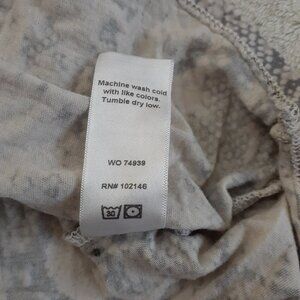 Machine wash cold
with like colors.
Tumble dry low.
WO 74939
RN# 102146
30